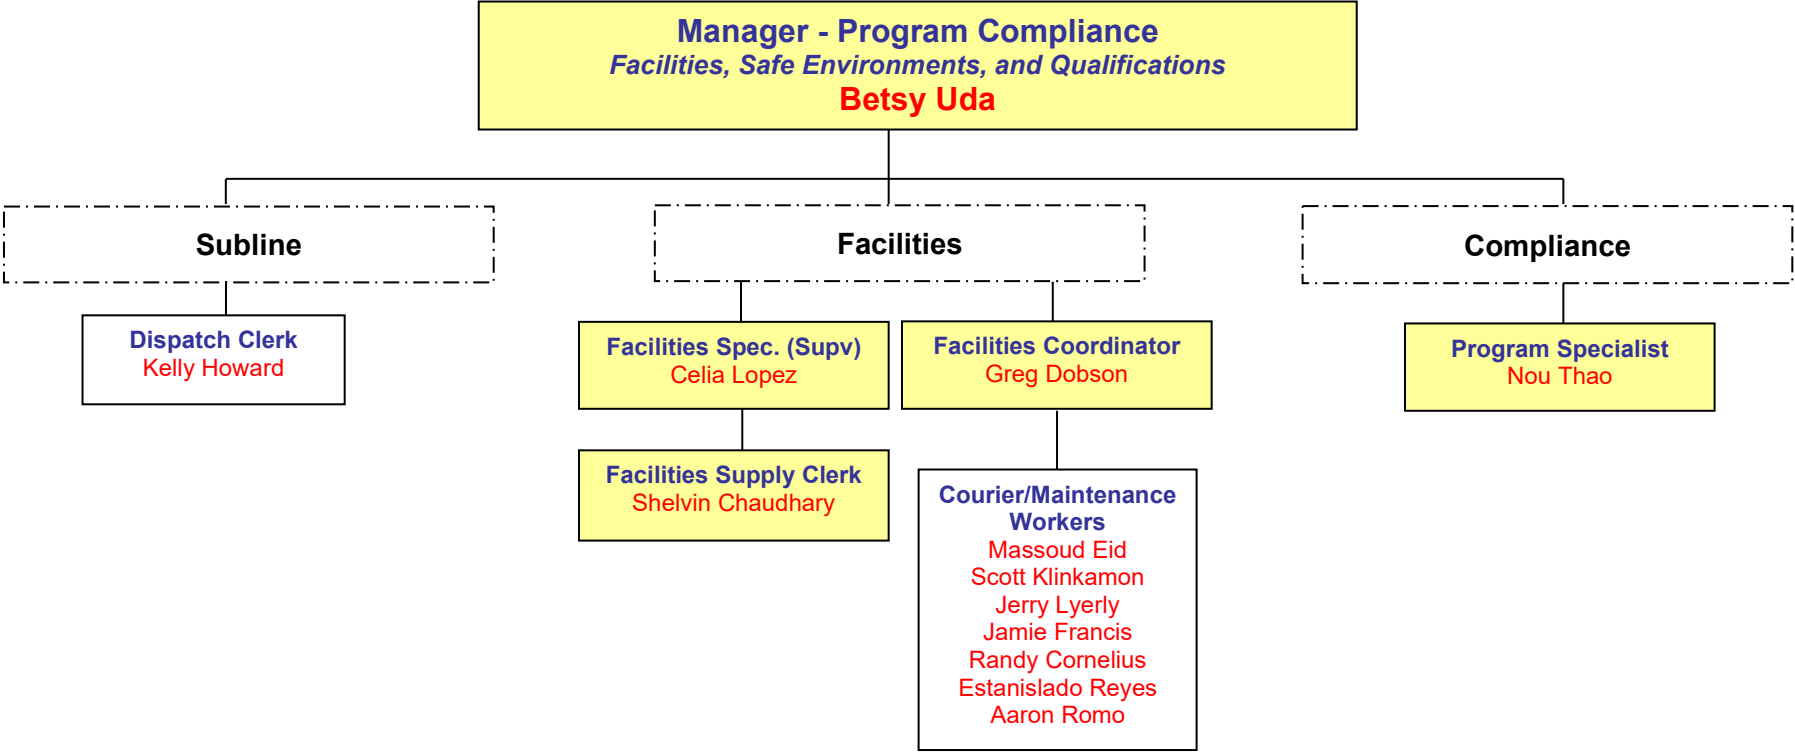 Manager - Program Compliance
Facilities, Safe Environments, and Qualifications
Betsy Uda
Subline
Facilities
Compliance
Dispatch Clerk
Kelly Howard
Facilities Spec. (Supv)
Celia Lopez
Facilities Coordinator
Greg Dobson
Program Specialist
Nou Thao
Facilities Supply Clerk
Shelvin Chaudhary
Courier/Maintenance
Workers
Massoud Eid
Scott Klinkamon
Jerry Lyerly
Jamie Francis
Randy Cornelius
Estanislado Reyes
Aaron Romo